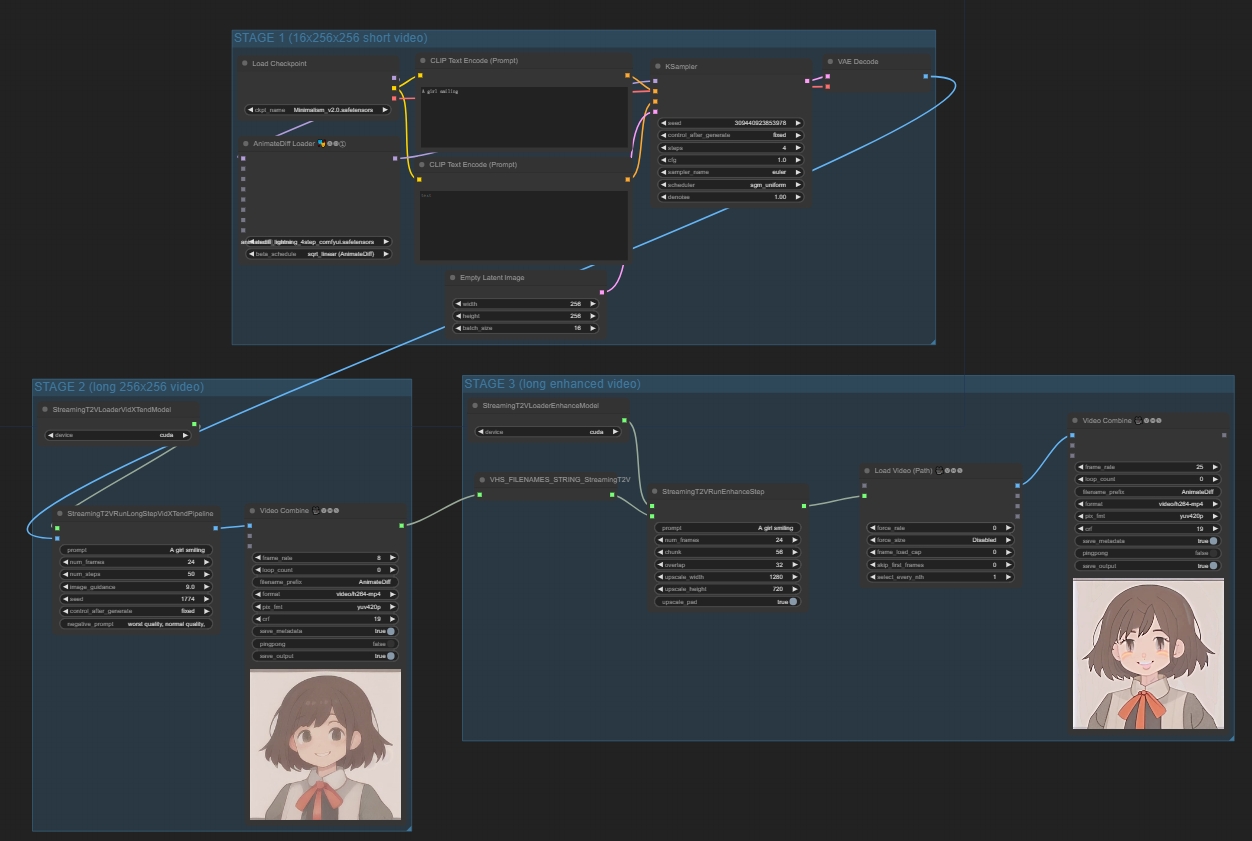 STAGE 1 (16x256x256 short video)
Load Checkpoint
ckpt_name Minimalism_v2.0.safetensors
AnimateDiff Loader
beta_schedule sqrt_linear (AnimateDiff)
CLIP Text Encode (Prompt)
A girl smiling
CLIP Text Encode (Prompt)
Empty Latent Image
width 256
height 256
batch_size 16
KSampler
seed 309440923853978
control_after_generate fixed
steps 4
cfg 1.0
sampler_name euler
scheduler sgm_uniform
denoise 1.00
VAE Decode
STAGE 2 (long 256x256 video)
StreamingT2VLoaderVidXTendModel
device cuda
StreamingT2VRunLongStepVidXTendPipeline
prompt A girl smiling
num_frames 24
num_steps 50
image_guidance 9.0
seed 1774
control_after_generate fixed
negative_prompt worst quality, normal quality,
Video Combine
frame_rate 8
loop_count 0
filename_prefix AnimateDiff
format video/h264-mp4
pix_fmt yuv420p
crf 19
save_metadata true
pingpong false
save_output true
STAGE 3 (long enhanced video)
StreamingT2VLoaderEnhanceModel
device cuda
VHS_FILENAMES_STRING_StreamingT2V
StreamingT2VRunEnhanceStep
prompt A girl smiling
num_frames 24
chunk 56
overlap 32
upscale_width 1280
upscale_height 720
upscale_pad true
Load Video (Path)
force_rate 0
force_size Disabled
frame_load_cap 0
skip_first_frames 0
select_every_nth 1
Video Combine
frame_rate 25
loop_count 0
filename_prefix AnimateDiff
format video/h264-mp4
pix_fmt yuv420p
crf 19
save_metadata true
pingpong false
save_output true